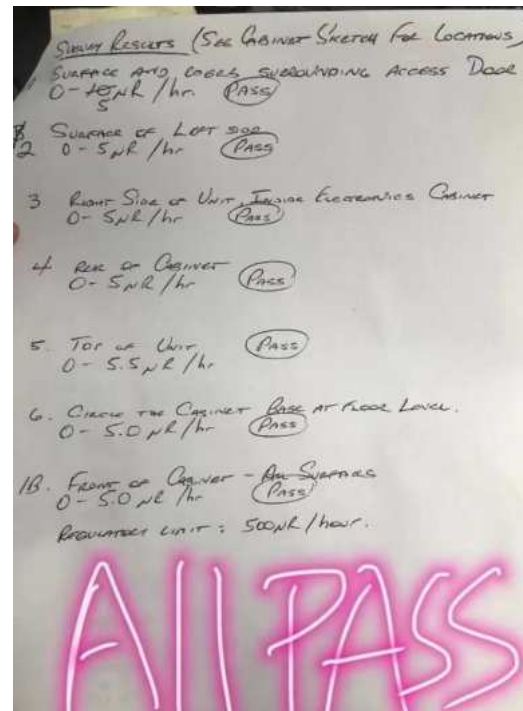 Survey Results (See Cabinet Sketch For Locations)
1 Surface and edges surrounding Access Door
0 - 5 μR / hr. Pass
2 Surface of Left side
0 - 5 μR / hr Pass
3 Right Side of Unit, Inside Electronics Cabinet
0 - 5 μR / hr Pass
4 Rear of Cabinet
0 - 5 μR / hr Pass
5. Top of Unit Pass
0 - 5.5 μR / hr
6. Circle the Cabinet Base at Floor Level.
0 - 5.0 μR / hr Pass
1B. Front of Cabinet - All Surfaces
0 - 5.0 μR / hr Pass
Regulatory Limit : 500 μR / hour.
All PASS